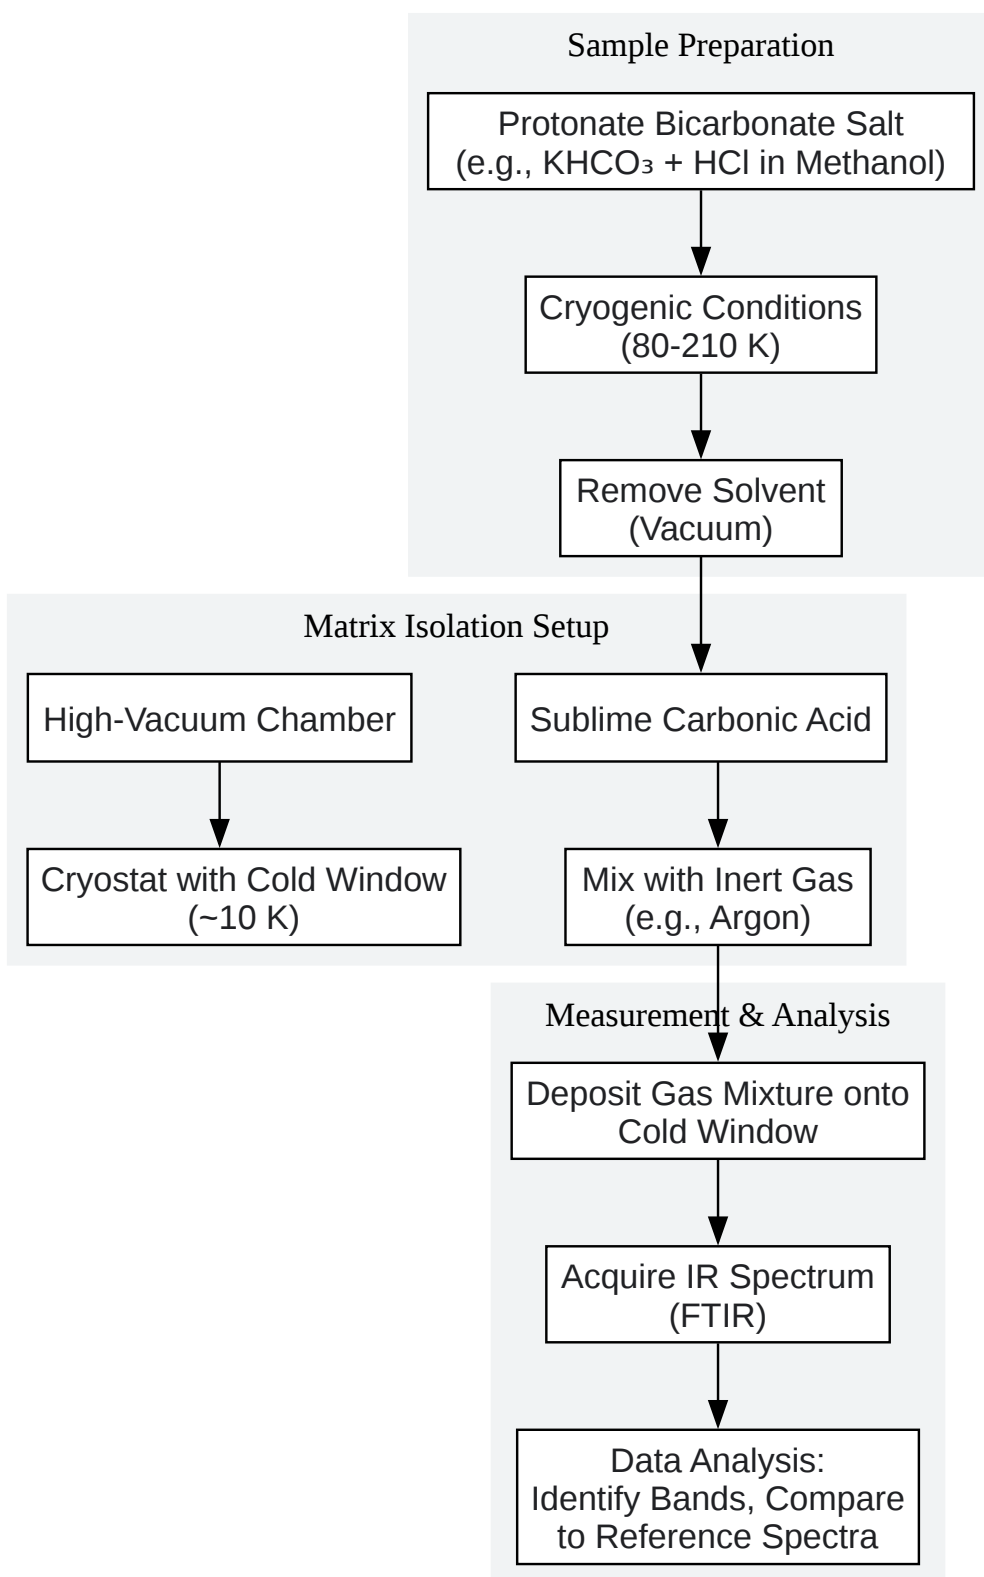 Sample Preparation
Protonate Bicarbonate Salt
(e.g., KHCO₃ + HCl in Methanol)
Cryogenic Conditions
(80-210 K)
Remove Solvent
(Vacuum)
Matrix Isolation Setup
High-Vacuum Chamber
Sublime Carbonic Acid
Cryostat with Cold Window
(~10 K)
Mix with Inert Gas
(e.g., Argon)
Measurement & Analysis
Deposit Gas Mixture onto
Cold Window
Acquire IR Spectrum
(FTIR)
Data Analysis:
Identify Bands, Compare
to Reference Spectra